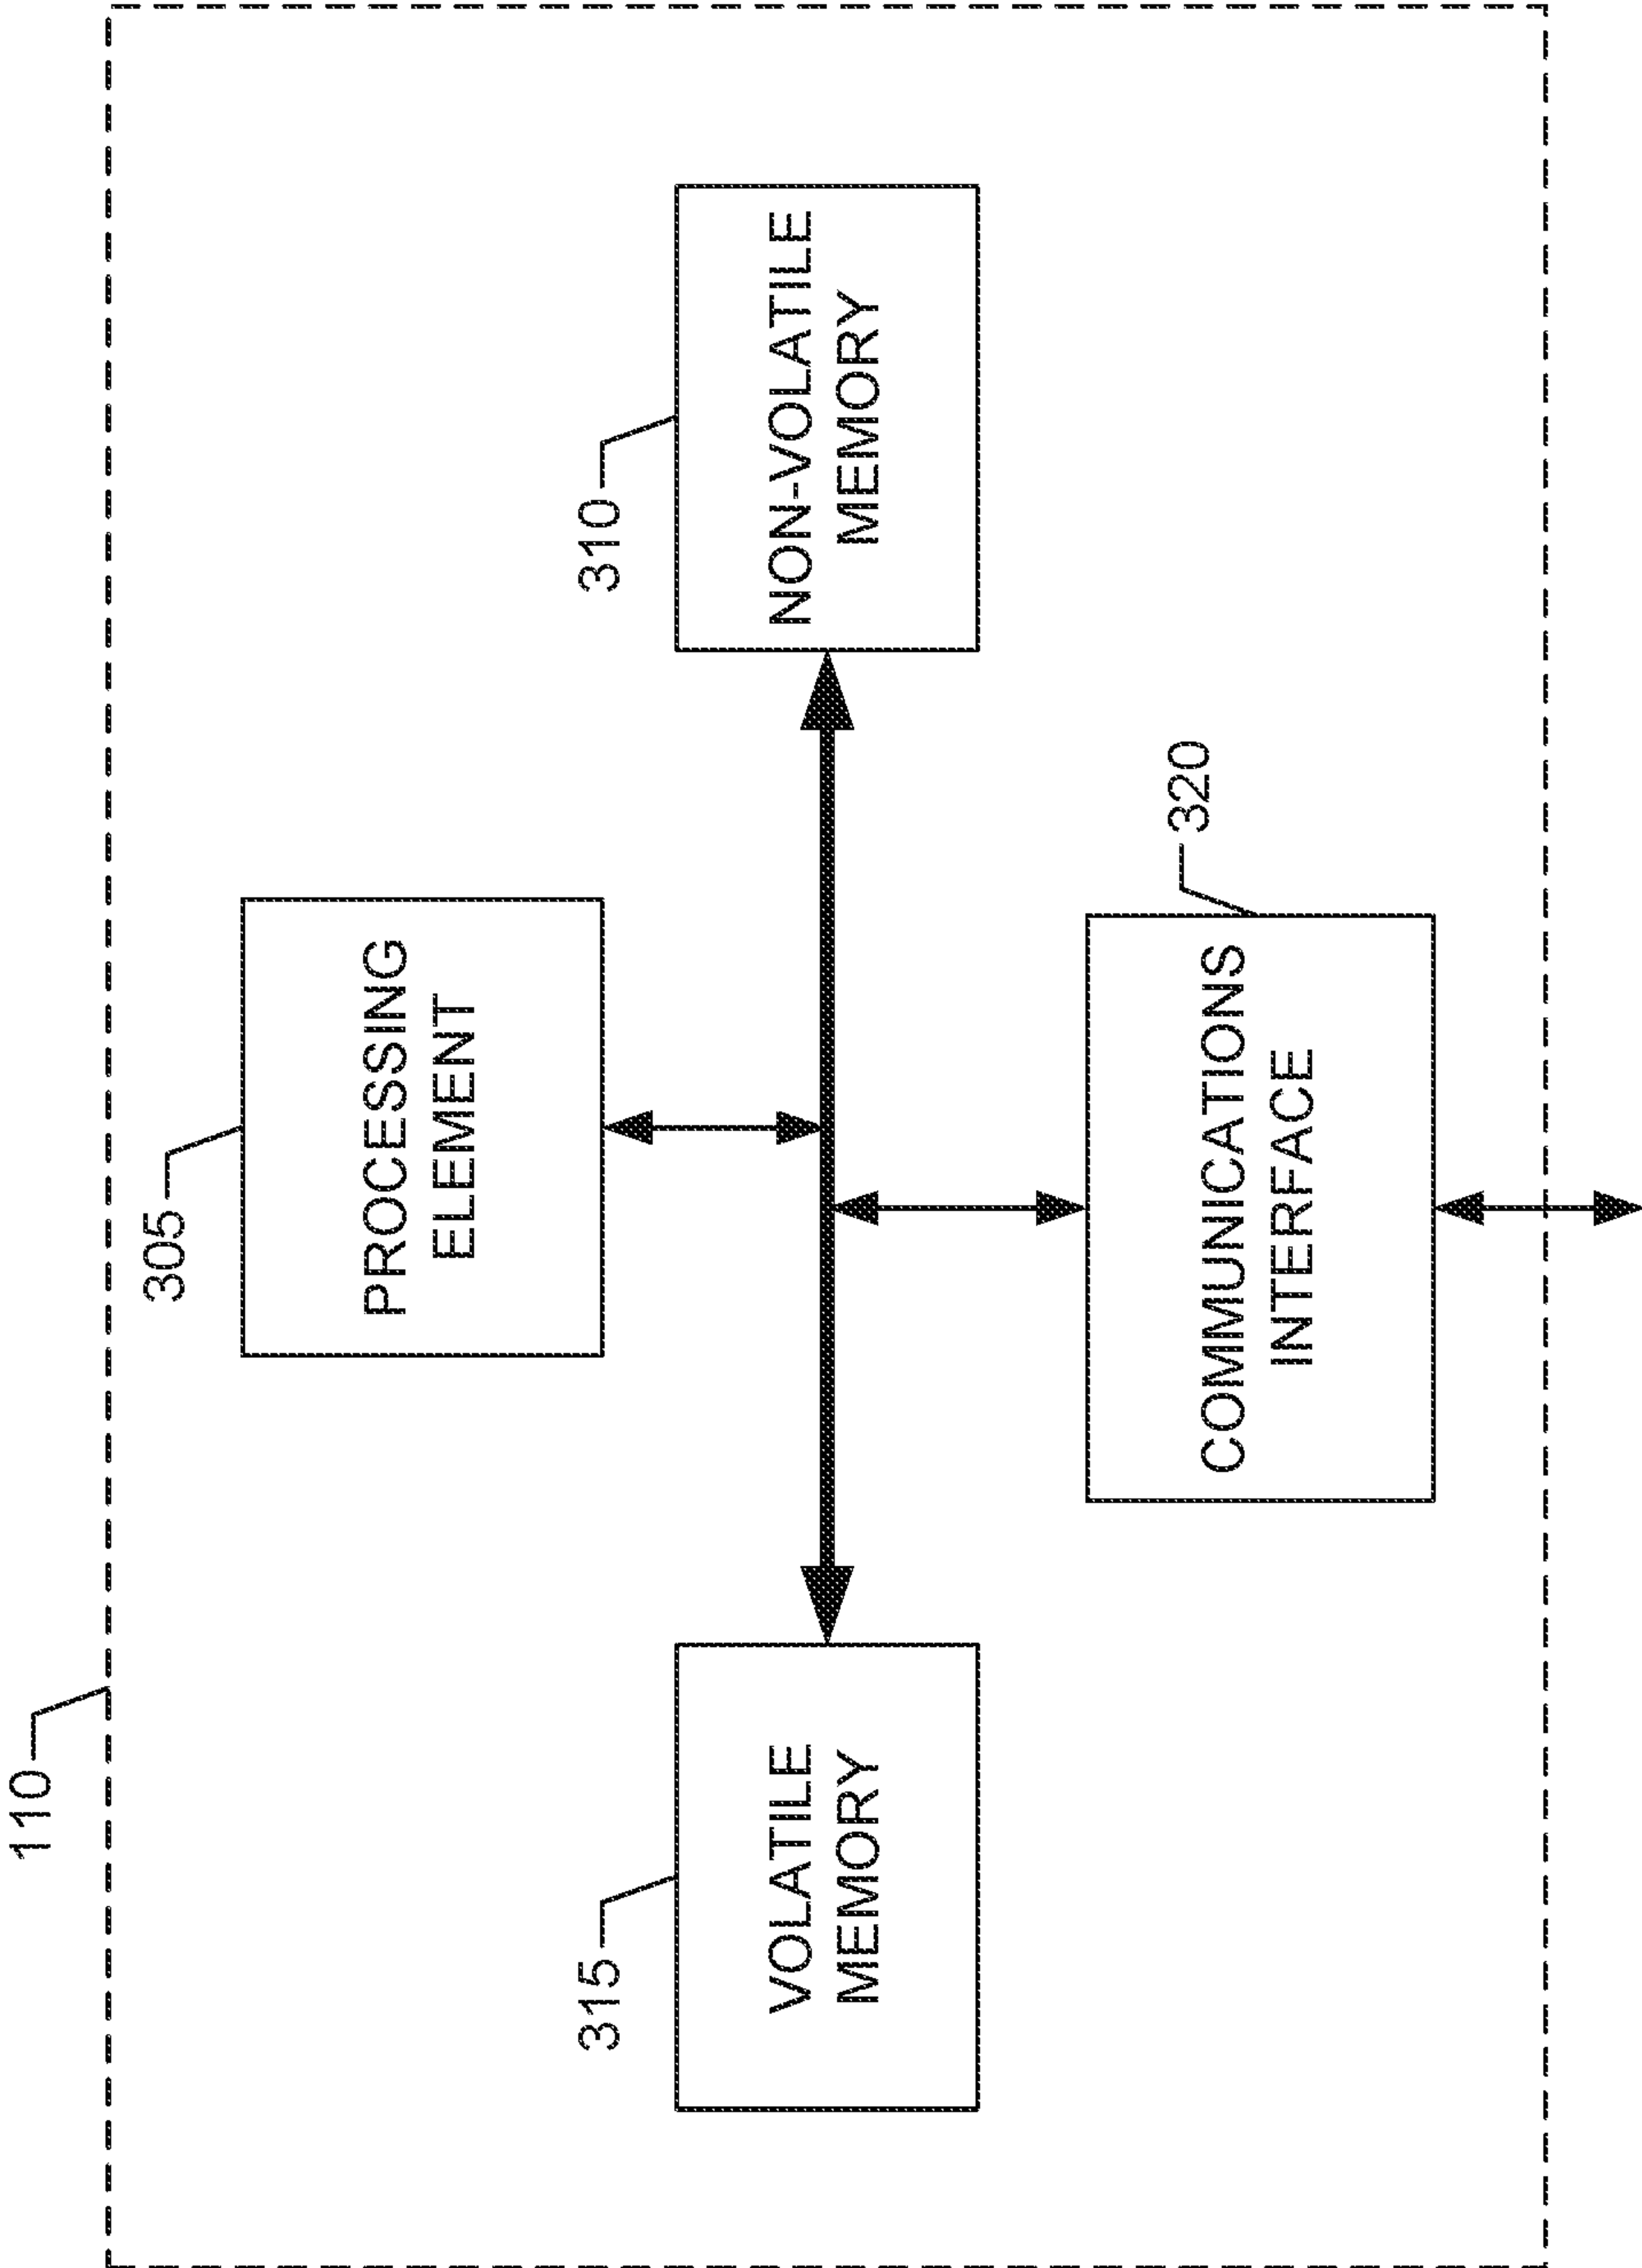 110
305
PROCESSING
ELEMENT
315
310
VOLATILE
MEMORY
NON-VOLATILE
MEMORY
320
COMMUNICATIONS
INTERFACE